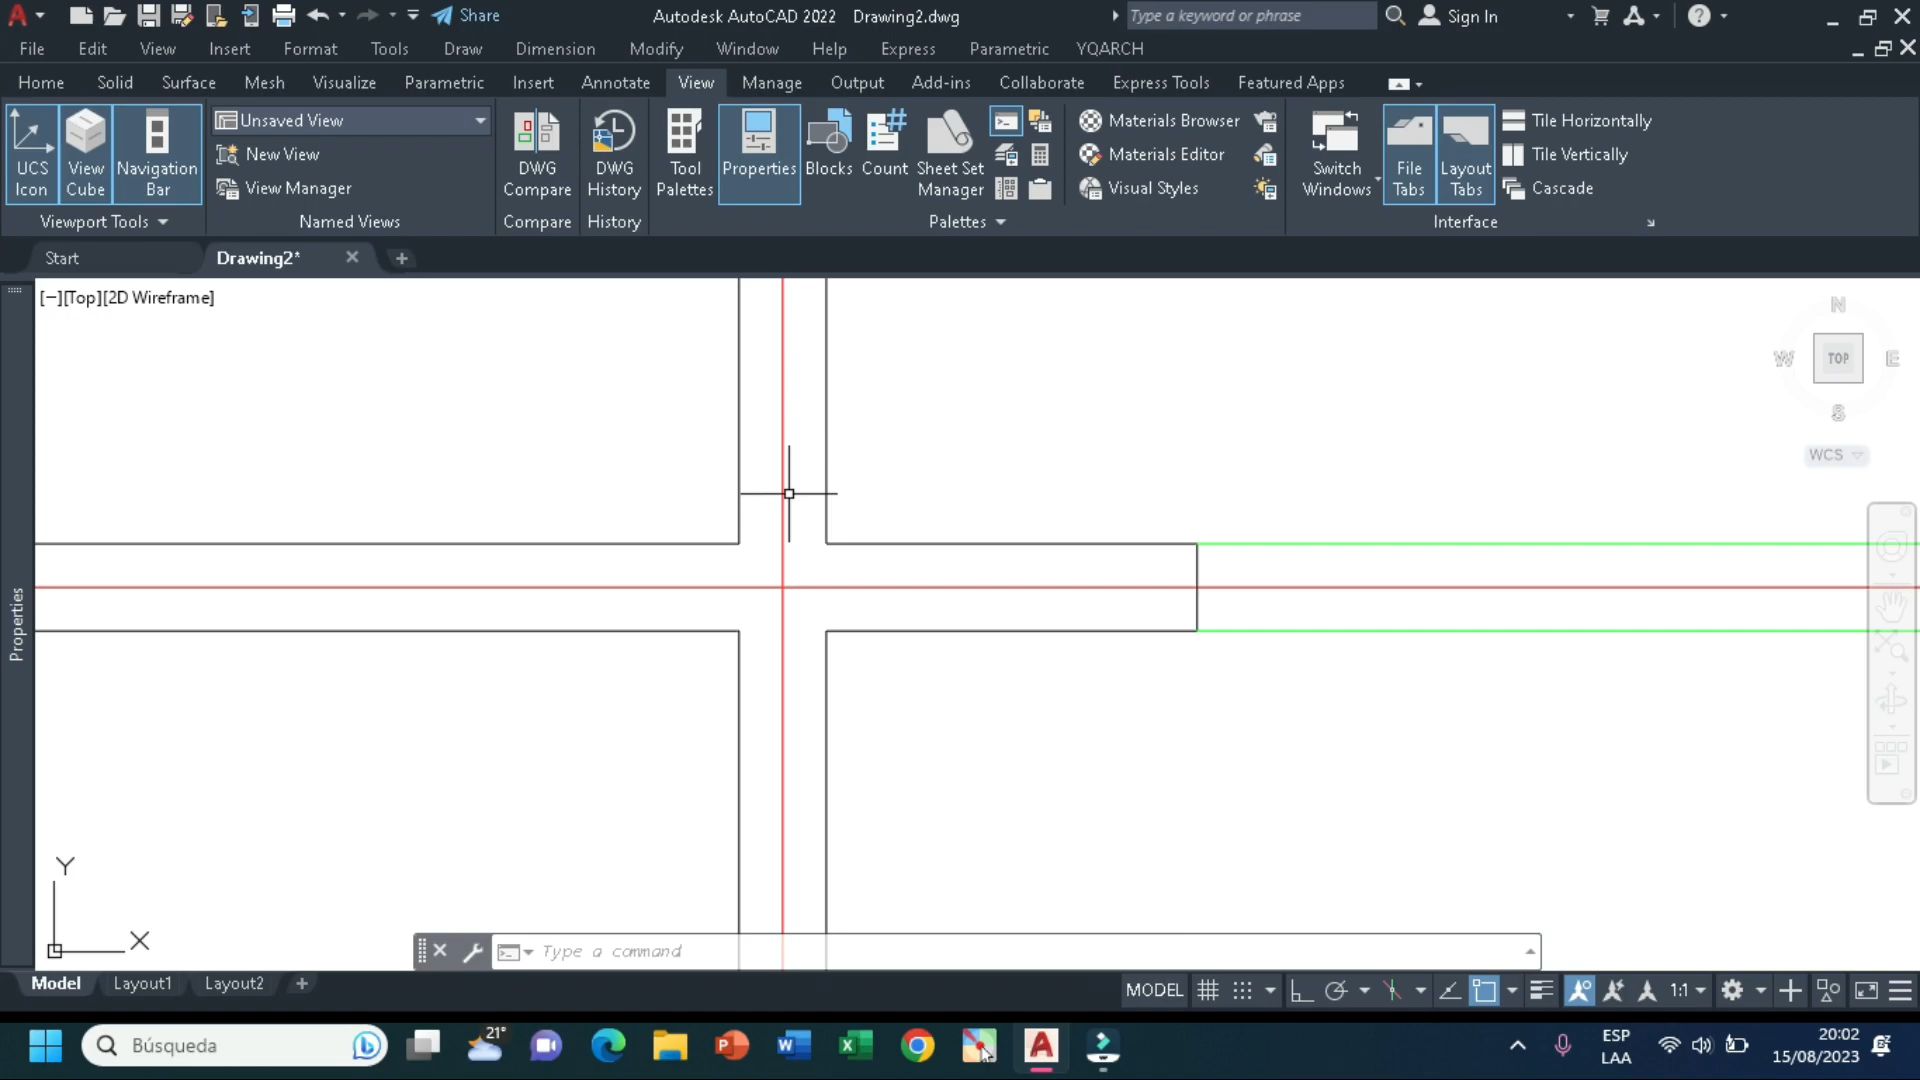 Share
Autodesk AutoCAD 2022 Drawing2.dwg
Type a keyword or phrase
Sign In
File Edit View Insert Format Tools Draw Dimension Modify Window Help Express Parametric YQARCH
Home Solid Surface Mesh Visualize Parametric Insert Annotate View Manage Output Add-ins Collaborate Express Tools Featured Apps
UCS Icon
View Cube
Navigation Bar
Viewport Tools
Unsaved View
New View
View Manager
Named Views
DWG Compare
Compare
DWG History
History
Tool Palettes
Properties
Blocks
Count
Sheet Set Manager
Palettes
Materials Browser
Materials Editor
Visual Styles
Switch Windows
File Tabs
Layout Tabs
Tile Horizontally
Tile Vertically
Cascade
Interface
Start
Drawing2*
[−][Top][2D Wireframe]
N
W TOP E
S
WCS
Properties
Y
X
Type a command
Model Layout1 Layout2
MODEL
1:1
Búsqueda
21°
ESP
LAA
20:02
15/08/2023